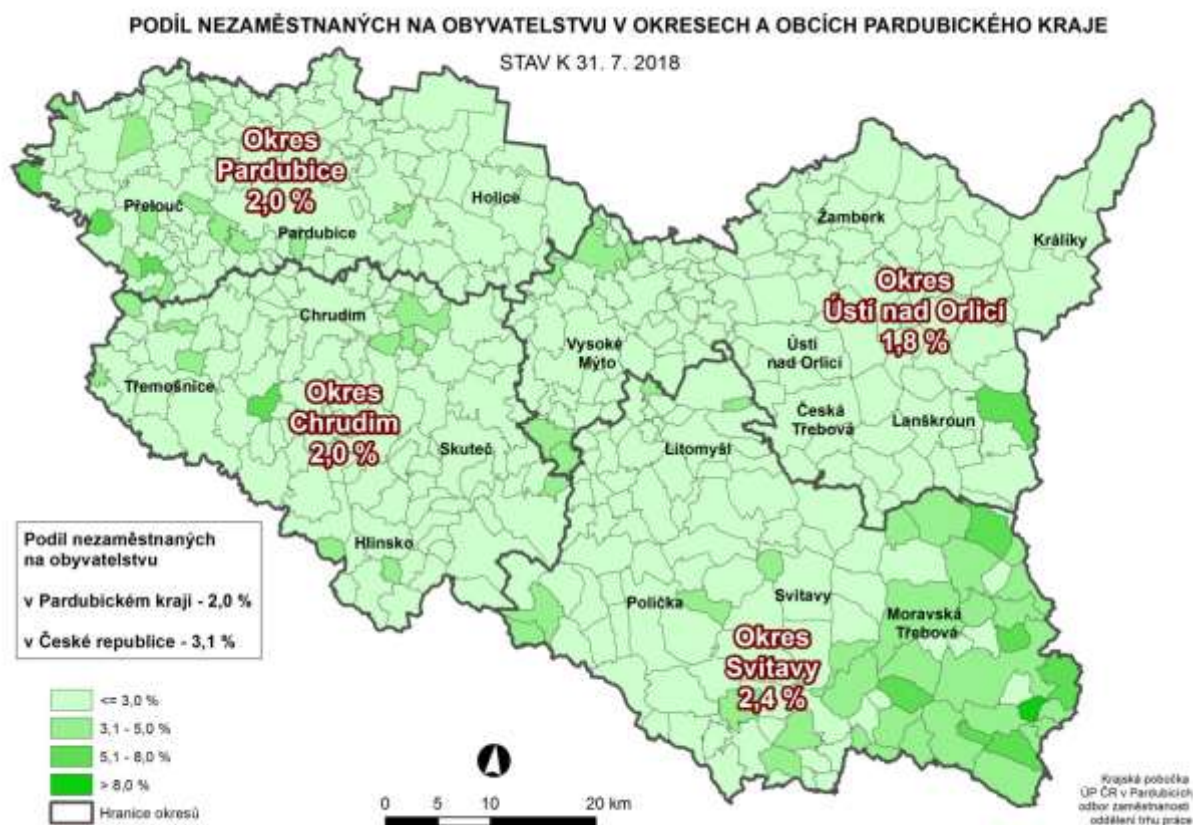 PODÍL NEZAMĚSTNANÝCH NA OBYVATELSTVU V OKRESECH A OBCÍCH PARDUBICKÉHO KRAJE
STAV K 31. 7. 2018
Okres
Pardubice
2,0 %
Přelouč
Pardubice
Holice
Žamberk
Králíky
Okres
Ústí nad Orlicí
1,8 %
Chrudim
Vysoké
Mýto
Ústí
nad Orlicí
Třemošnice
Okres
Chrudim
2,0 %
Skuteč
Litomyšl
Česká
Třebová
Lanškroun
Hlinsko
Polička
Svitavy
Moravská
Třebová
Okres
Svitavy
2,4 %
Podíl nezaměstnaných
na obyvatelstvu
v Pardubickém kraji - 2,0 %
v České republice - 3,1 %
<= 3,0 %
3,1 - 5,0 %
5,1 - 8,0 %
> 8,0 %
Hranice okresů
0 5 10 20 km
Krajská pobočka
ÚP ČR v Pardubicích
odbor zaměstnanosti
oddělení trhu práce